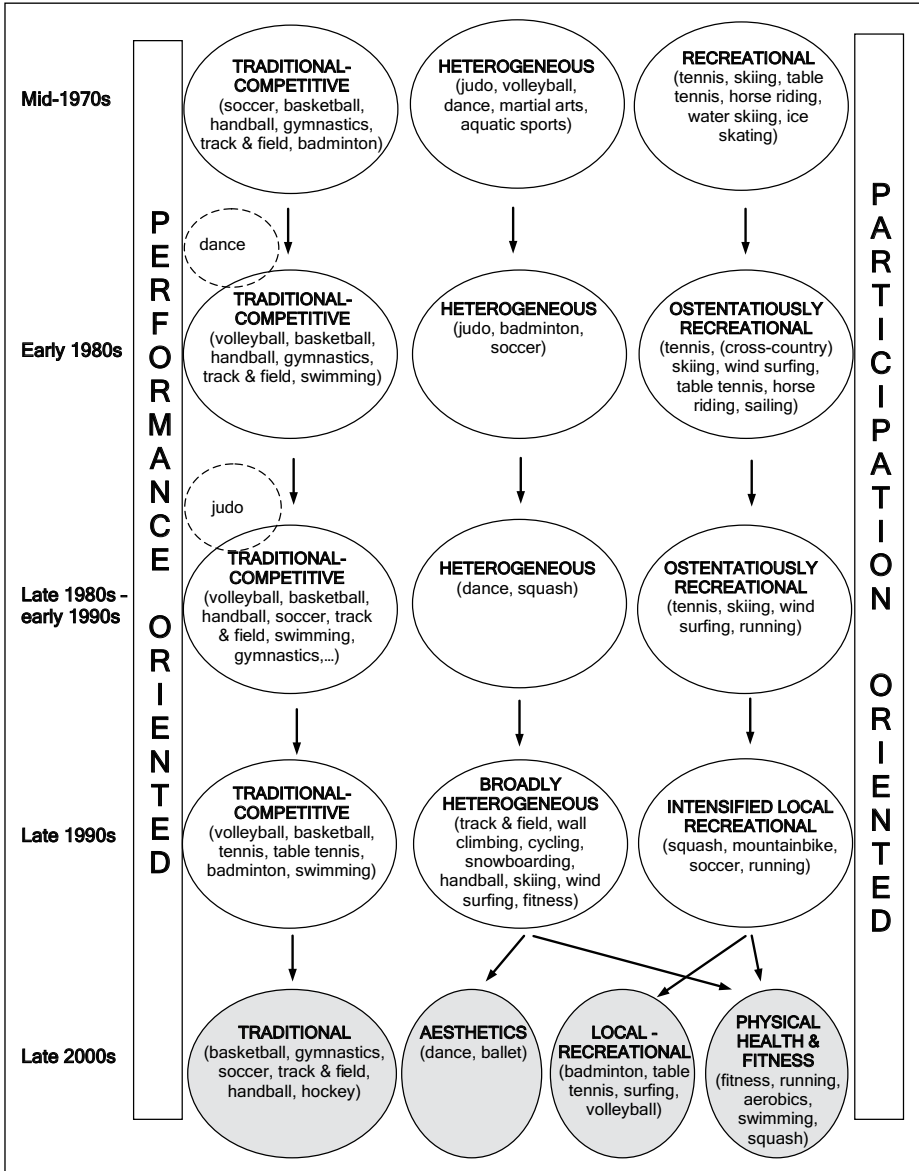 Mid-1970s
TRADITIONAL-
COMPETITIVE
(soccer, basketball,
handball, gymnastics,
track & field, badminton)
HETEROGENEOUS
(judo, volleyball,
dance, martial arts,
aquatic sports)
RECREATIONAL
(tennis, skiing, table
tennis, horse riding,
water skiing, ice
skating)
PERFORMANCE ORIENTED
PARTICIPATION ORIENTED
dance
Early 1980s
TRADITIONAL-
COMPETITIVE
(volleyball, basketball,
handball, gymnastics,
track & field, swimming)
HETEROGENEOUS
(judo, badminton,
soccer)
OSTENTATIOUSLY
RECREATIONAL
(tennis, (cross-country)
skiing, wind surfing,
table tennis, horse
riding, sailing)
judo
Late 1980s –
early 1990s
TRADITIONAL-
COMPETITIVE
(volleyball, basketball,
handball, soccer, track
& field, swimming,
gymnastics,...)
HETEROGENEOUS
(dance, squash)
OSTENTATIOUSLY
RECREATIONAL
(tennis, skiing, wind
surfing, running)
Late 1990s
TRADITIONAL-
COMPETITIVE
(volleyball, basketball,
tennis, table tennis,
badminton, swimming)
BROADLY
HETEROGENEOUS
(track & field, wall
climbing, cycling,
snowboarding,
handball, skiing, wind
surfing, fitness)
INTENSIFIED LOCAL
RECREATIONAL
(squash, mountainbike,
soccer, running)
Late 2000s
TRADITIONAL
(basketball, gymnastics,
soccer, track & field,
handball, hockey)
AESTHETICS
(dance, ballet)
LOCAL -
RECREATIONAL
(badminton, table
tennis, surfing,
volleyball)
PHYSICAL
HEALTH &
FITNESS
(fitness, running,
aerobics,
swimming,
squash)